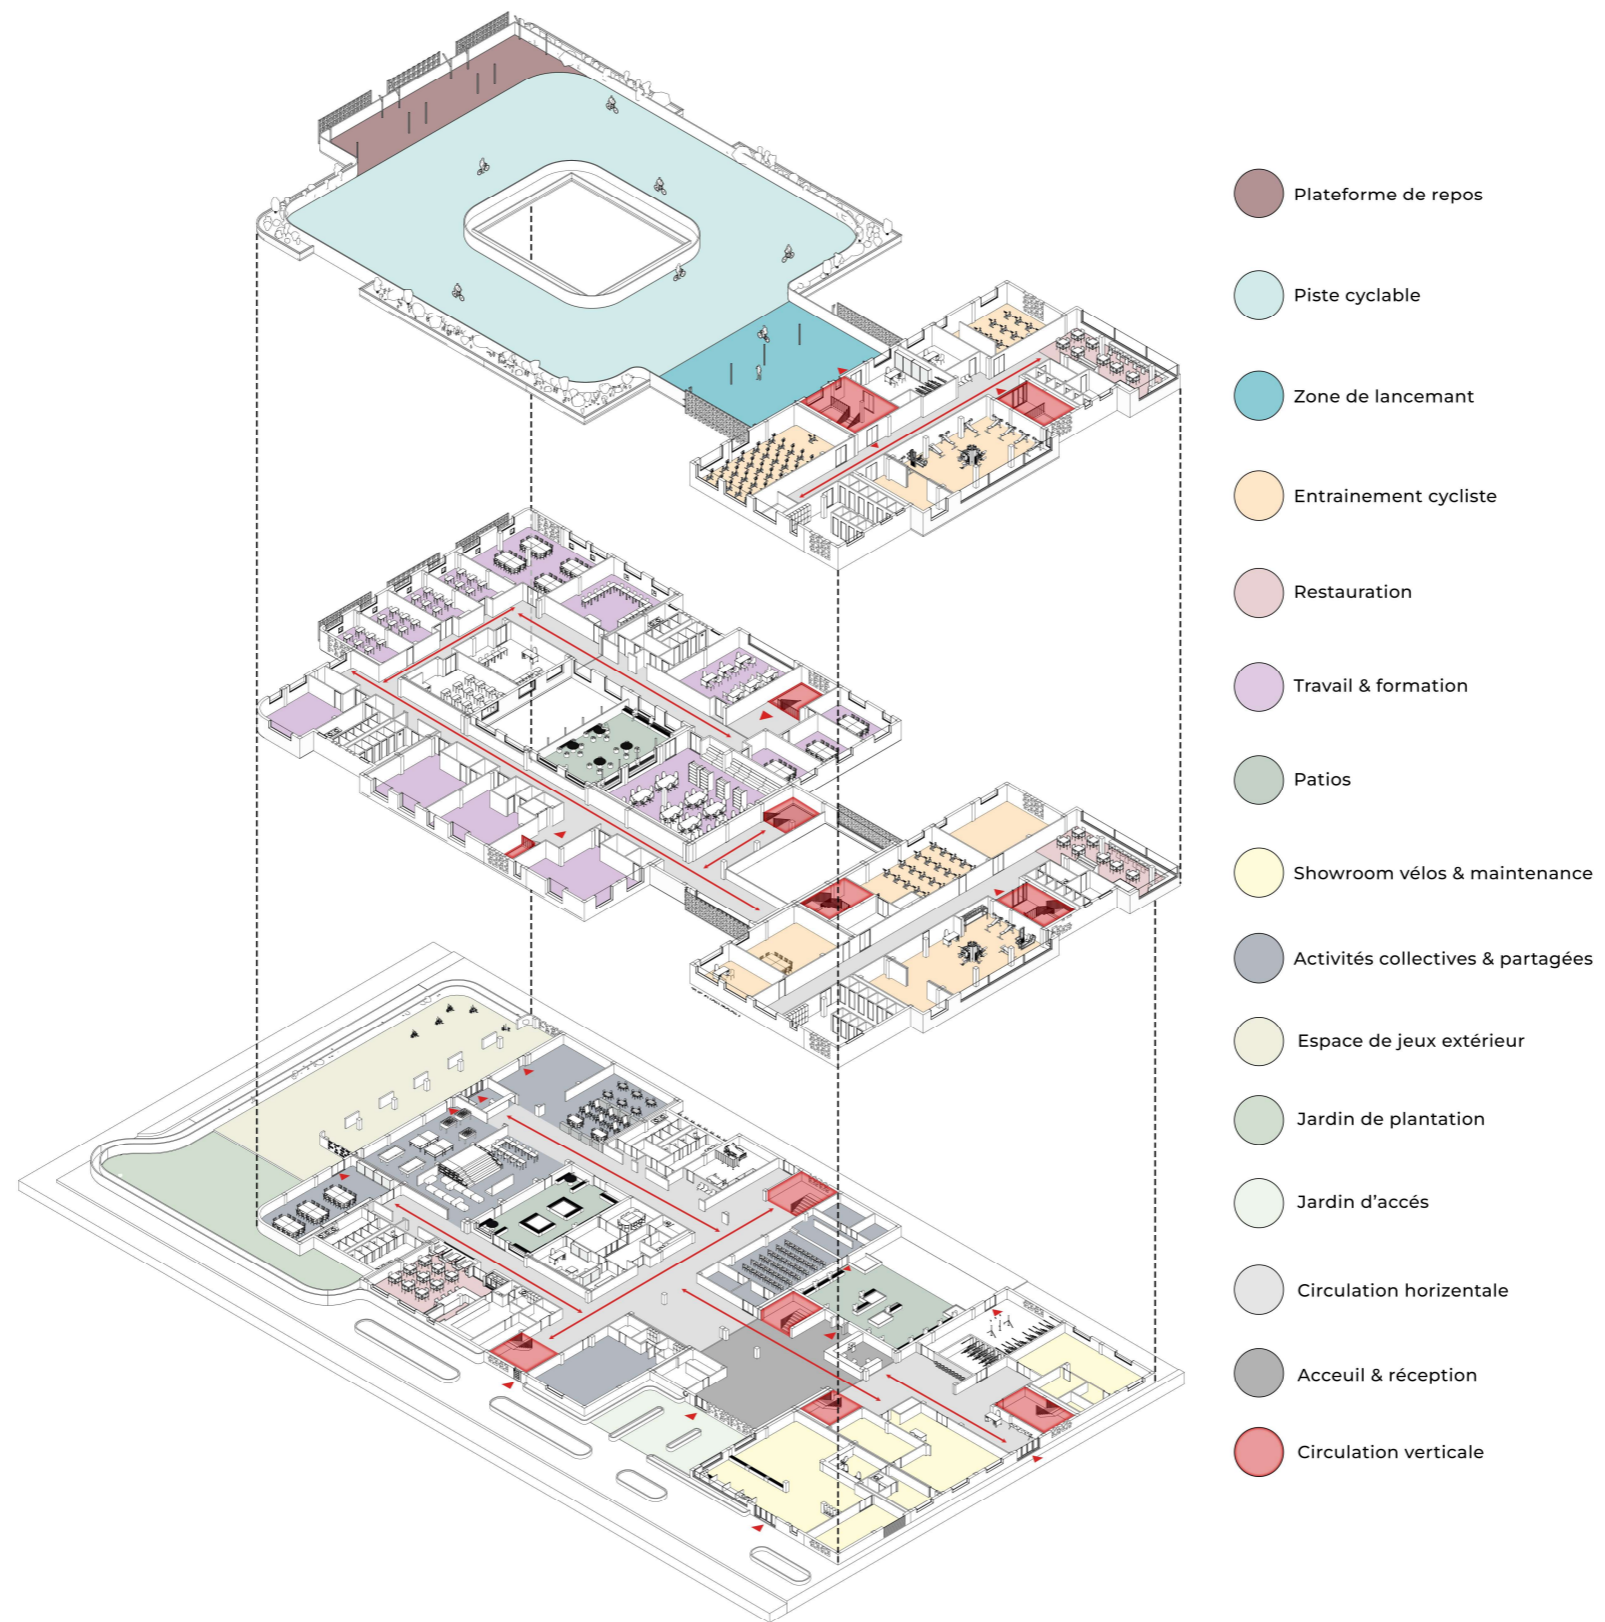 Plateforme de repos
Piste cyclable
Zone de lancemant
Entrainement cycliste
Restauration
Travail & formation
Patios
Showroom vélos & maintenance
Activités collectives & partagées
Espace de jeux extérieur
Jardin de plantation
Jardin d’accés
Circulation horizontale
Acceuil & réception
Circulation verticale